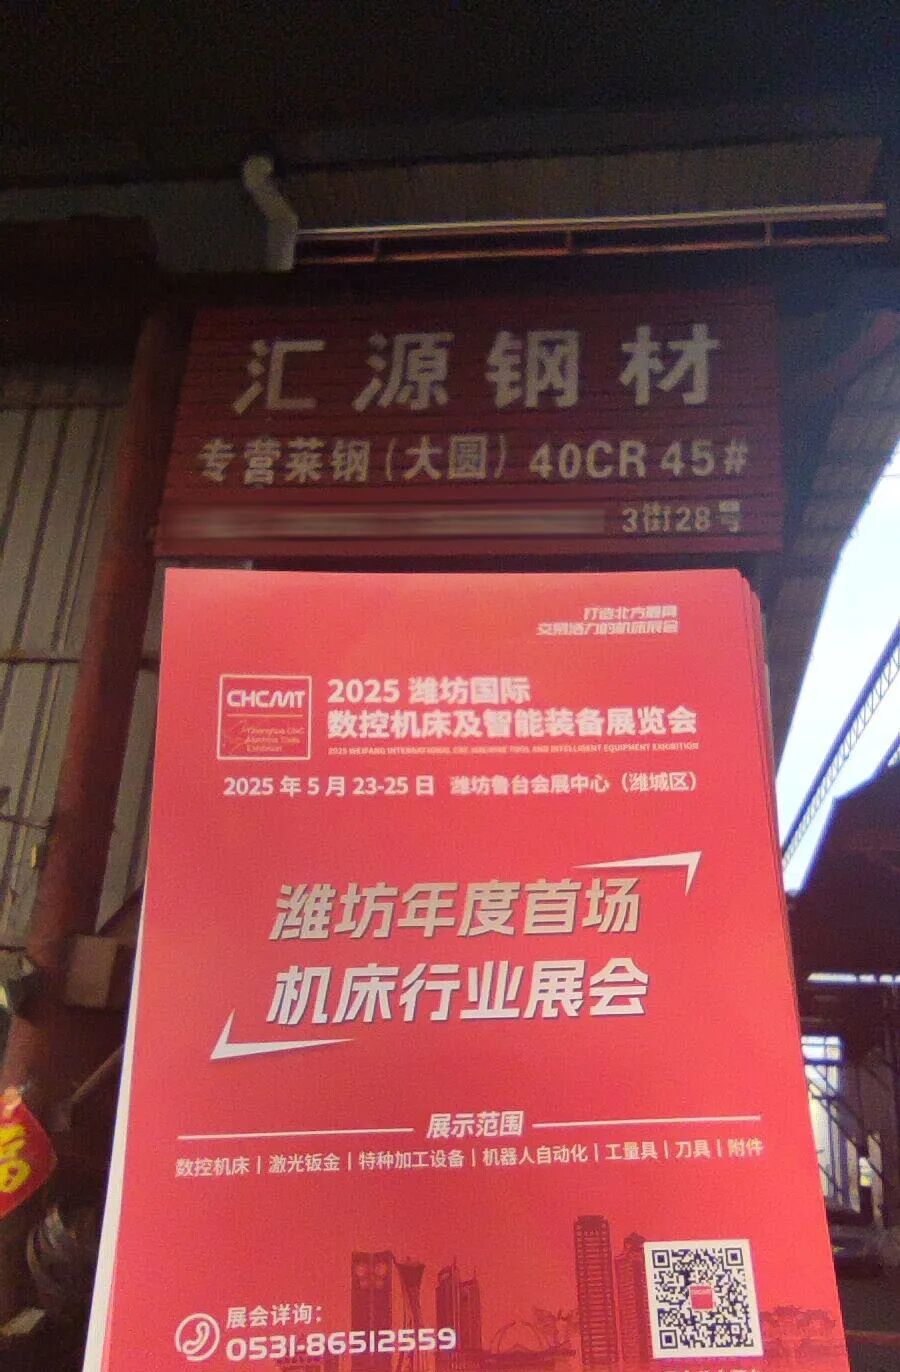 汇源钢材
专营莱钢(大圆) 40CR 45#
3街28号
打造北方最具
交易活力的机床展会
CHCMT
2025 潍坊国际
数控机床及智能装备展览会
2025 WEIFANG INTERNATIONAL CNC MACHINE TOOL AND INTELLIGENT EQUIPMENT EXHIBITION
2025 年 5 月 23-25 日 潍坊鲁台会展中心（潍城区）
潍坊年度首场
机床行业展会
展示范围
数控机床 | 激光钣金 | 特种加工设备 | 机器人自动化 | 工量具 | 刀具 | 附件
展会详询：
0531-86512559
福